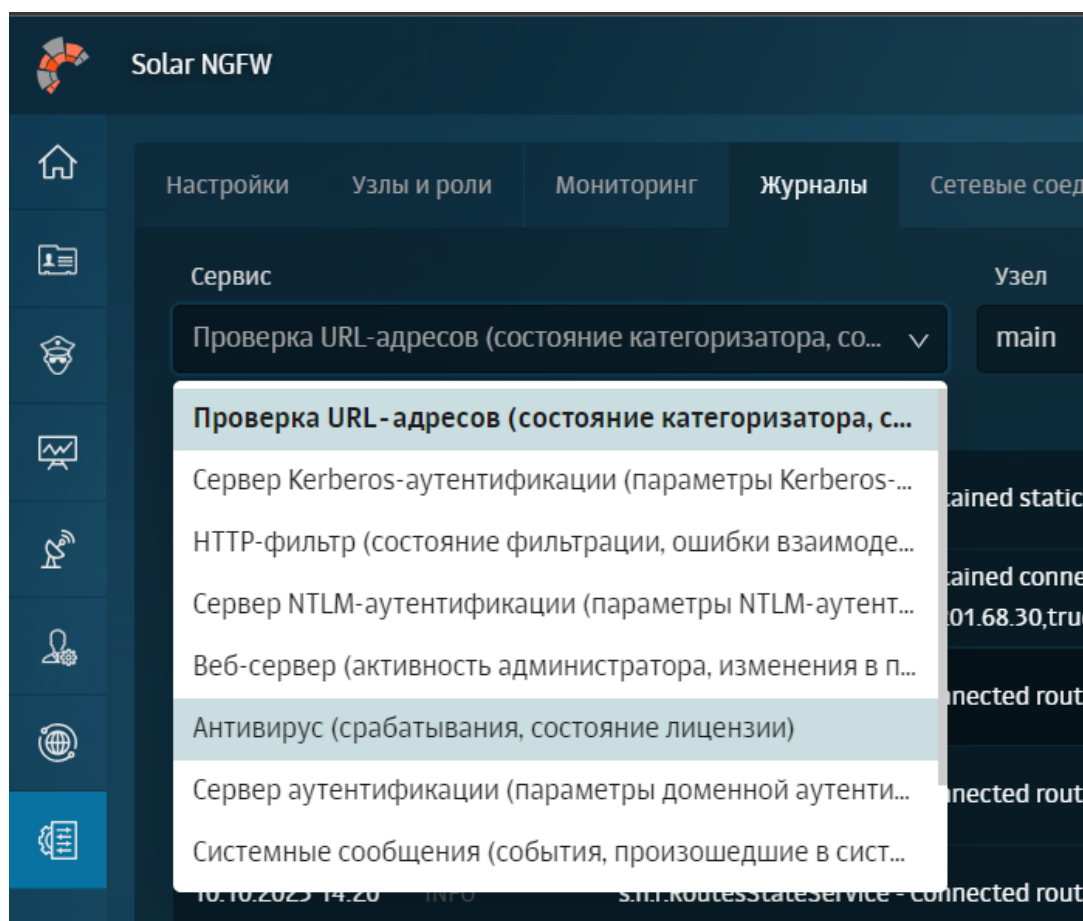 Solar NGFW
Настройки Узлы и роли Мониторинг Журналы Сетевые соед
Сервис Узел
Проверка URL-адресов (состояние категоризатора, со... main
Проверка URL-адресов (состояние категоризатора, с...
Сервер Kerberos-аутентификации (параметры Kerberos-...
tained static
HTTP-фильтр (состояние фильтрации, ошибки взаимоде...
tained conne
Сервер NTLM-аутентификации (параметры NTLM-аутент...
01.68.30,tru
Веб-сервер (активность администратора, изменения в п...
nnected rout
Антивирус (срабатывания, состояние лицензии)
Сервер аутентификации (параметры доменной аутенти...
nnected rout
Системные сообщения (события, произошедшие в сист...
10.10.2025 14:20 INFO s.n.r.RoutesStateService - connected rout